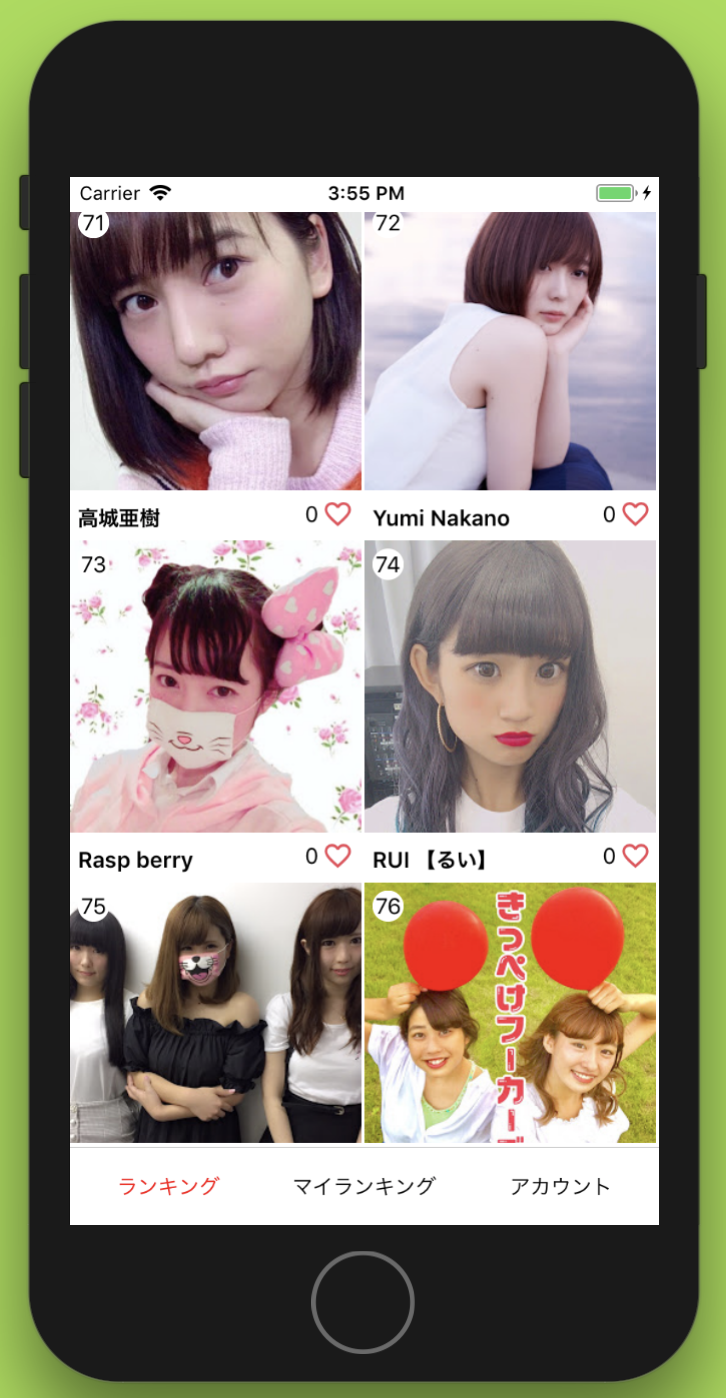 Carrier 3:55 PM
71
72
高城亜樹 0
Yumi Nakano 0
73
74
Rasp berry 0
RUI 【るい】 0
75
76
きっぺけフーカーズ
ランキング マイランキング アカウント